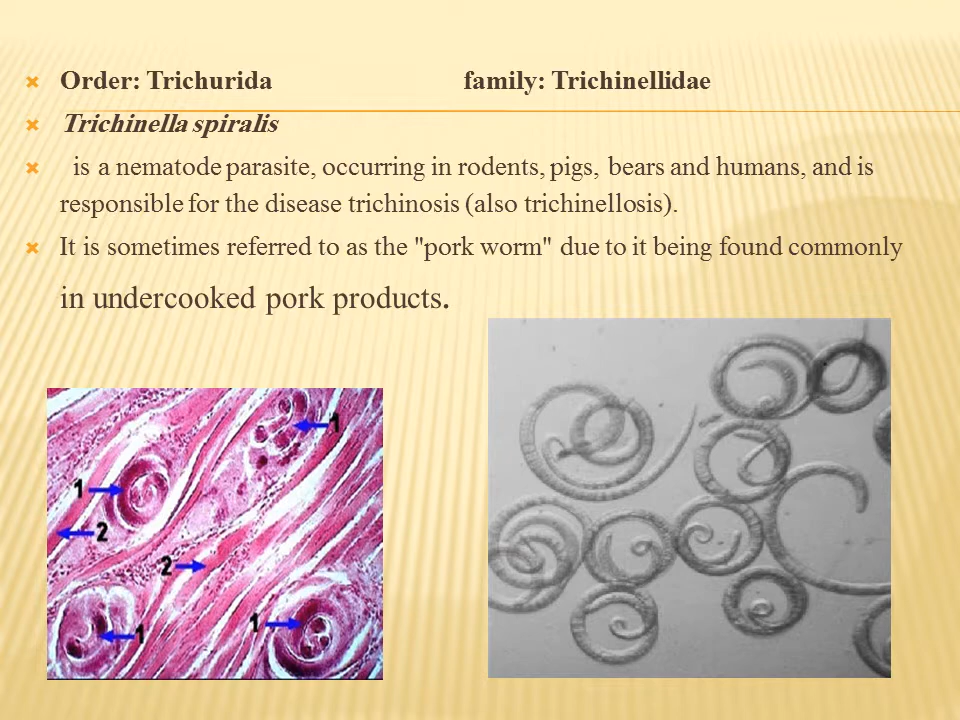 Order: Trichurida family: Trichinellidae
Trichinella spiralis
is a nematode parasite, occurring in rodents, pigs, bears and humans, and is
responsible for the disease trichinosis (also trichinellosis).
It is sometimes referred to as the "pork worm" due to it being found commonly
in undercooked pork products.
1
1
2
2
1
1